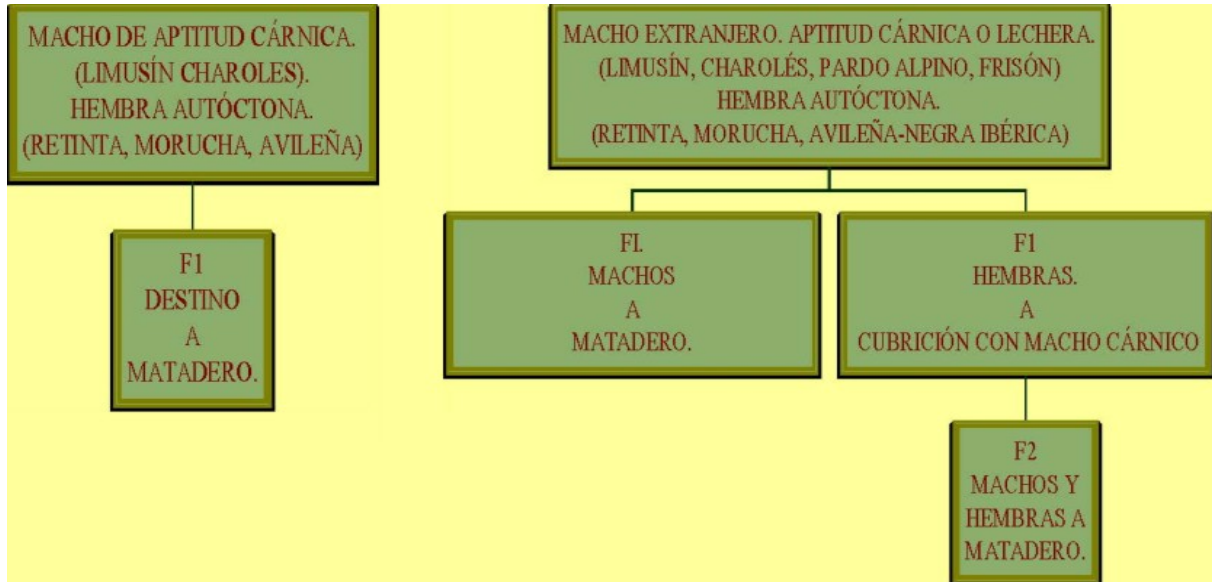 MACHO DE APTITUD CÁRNICA.
(LIMUSÍN CHAROLES).
HEMBRA AUTÓCTONA.
(RETINTA, MORUCHA, AVILEÑA)
F1
DESTINO
A
MATADERO.
MACHO EXTRANJERO. APTITUD CÁRNICA O LECHERA.
(LIMUSÍN, CHAROLÉS, PARDO ALPINO, FRISÓN)
HEMBRA AUTÓCTONA.
(RETINTA, MORUCHA, AVILEÑA-NEGRA IBÉRICA)
FI.
MACHOS
A
MATADERO.
F1
HEMBRAS.
A
CUBRICIÓN CON MACHO CÁRNICO
F2
MACHOS Y
HEMBRAS A
MATADERO.